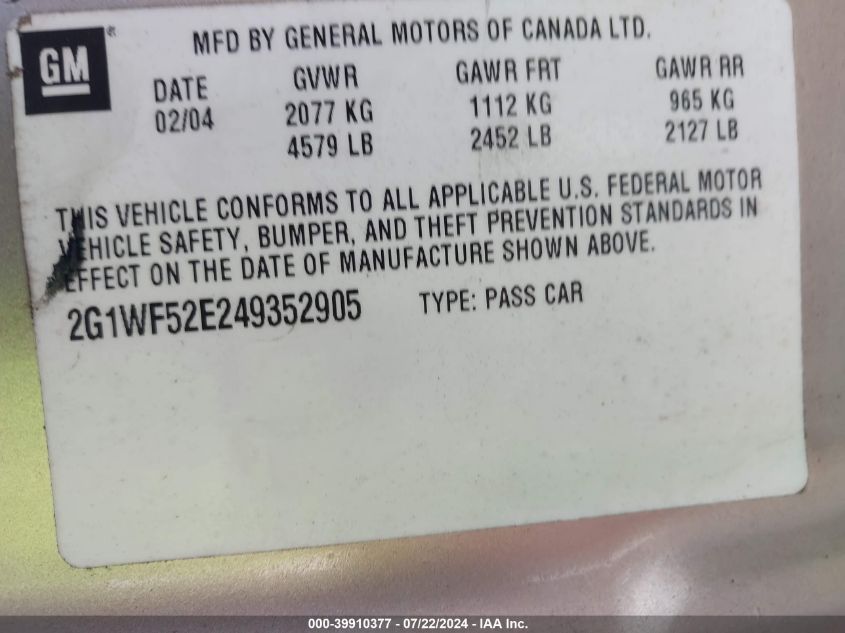 GM®
MFD BY GENERAL MOTORS OF CANADA LTD.
DATE GVWR GAWR FRT GAWR RR
02/04 2077 KG 1112 KG 965 KG
4579 LB 2452 LB 2127 LB
THIS VEHICLE CONFORMS TO ALL APPLICABLE U.S. FEDERAL MOTOR
VEHICLE SAFETY, BUMPER, AND THEFT PREVENTION STANDARDS IN
EFFECT ON THE DATE OF MANUFACTURE SHOWN ABOVE.
2G1WF52E249352905 TYPE: PASS CAR
000-39910377 - 07/22/2024 - IAA Inc.